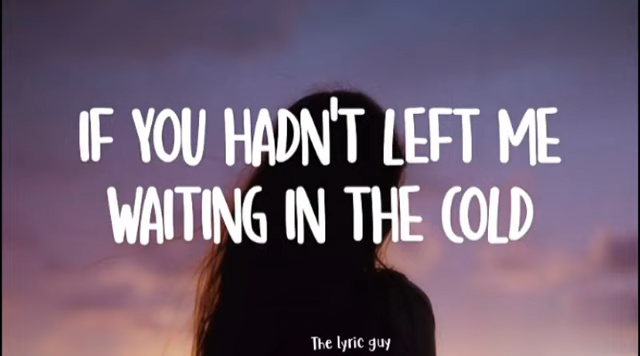 IF YOU HADN'T LEFT ME
WAITING IN THE COLD
The lyric guy